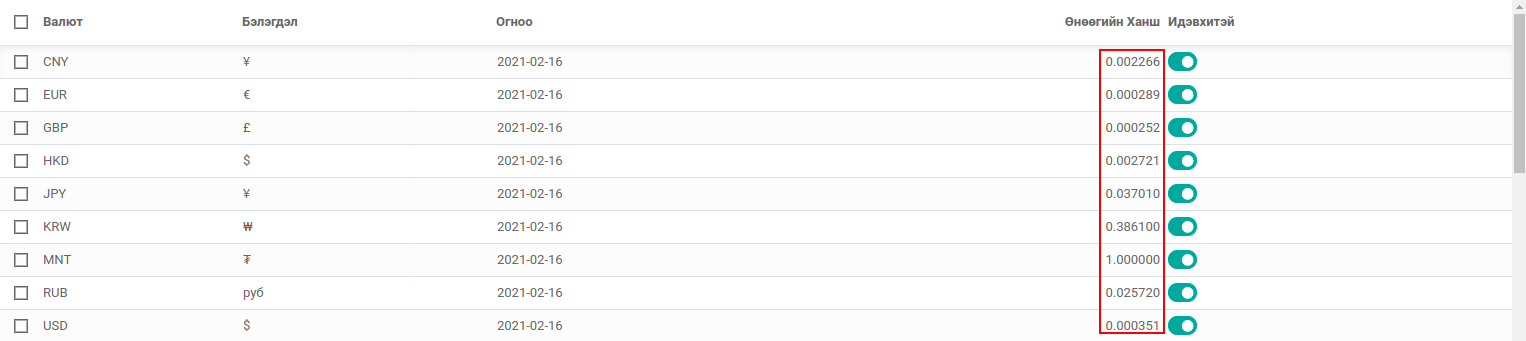 Валют Бэлэгдэл Огноо Өнөөгийн Ханш Идэвхитэй
CNY ¥ 2021-02-16 0.002266
EUR € 2021-02-16 0.000289
GBP £ 2021-02-16 0.000252
HKD $ 2021-02-16 0.002721
JPY ¥ 2021-02-16 0.037010
KRW ₩ 2021-02-16 0.386100
MNT ₮ 2021-02-16 1.000000
RUB руб 2021-02-16 0.025720
USD $ 2021-02-16 0.000351